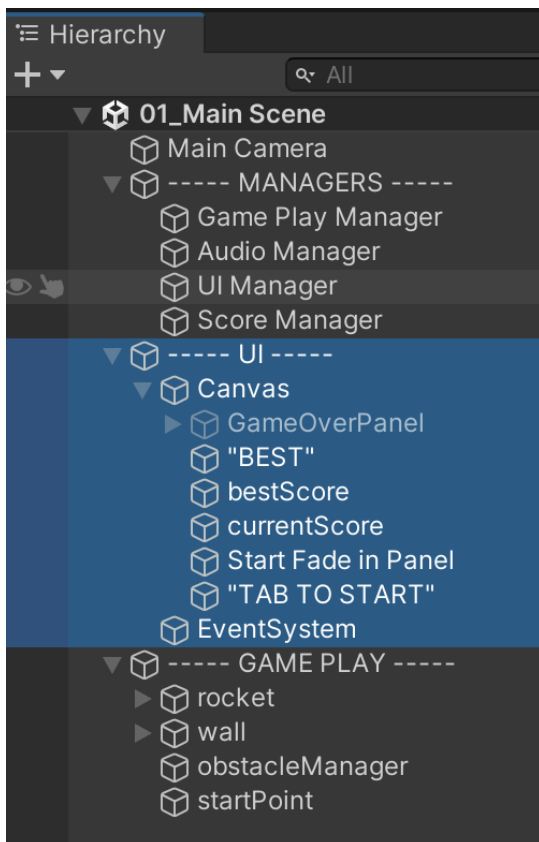 Hierarchy
All
01_Main Scene
Main Camera
----- MANAGERS -----
Game Play Manager
Audio Manager
UI Manager
Score Manager
----- UI -----
Canvas
GameOverPanel
"BEST"
bestScore
currentScore
Start Fade in Panel
"TAB TO START"
EventSystem
----- GAME PLAY -----
rocket
wall
obstacleManager
startPoint